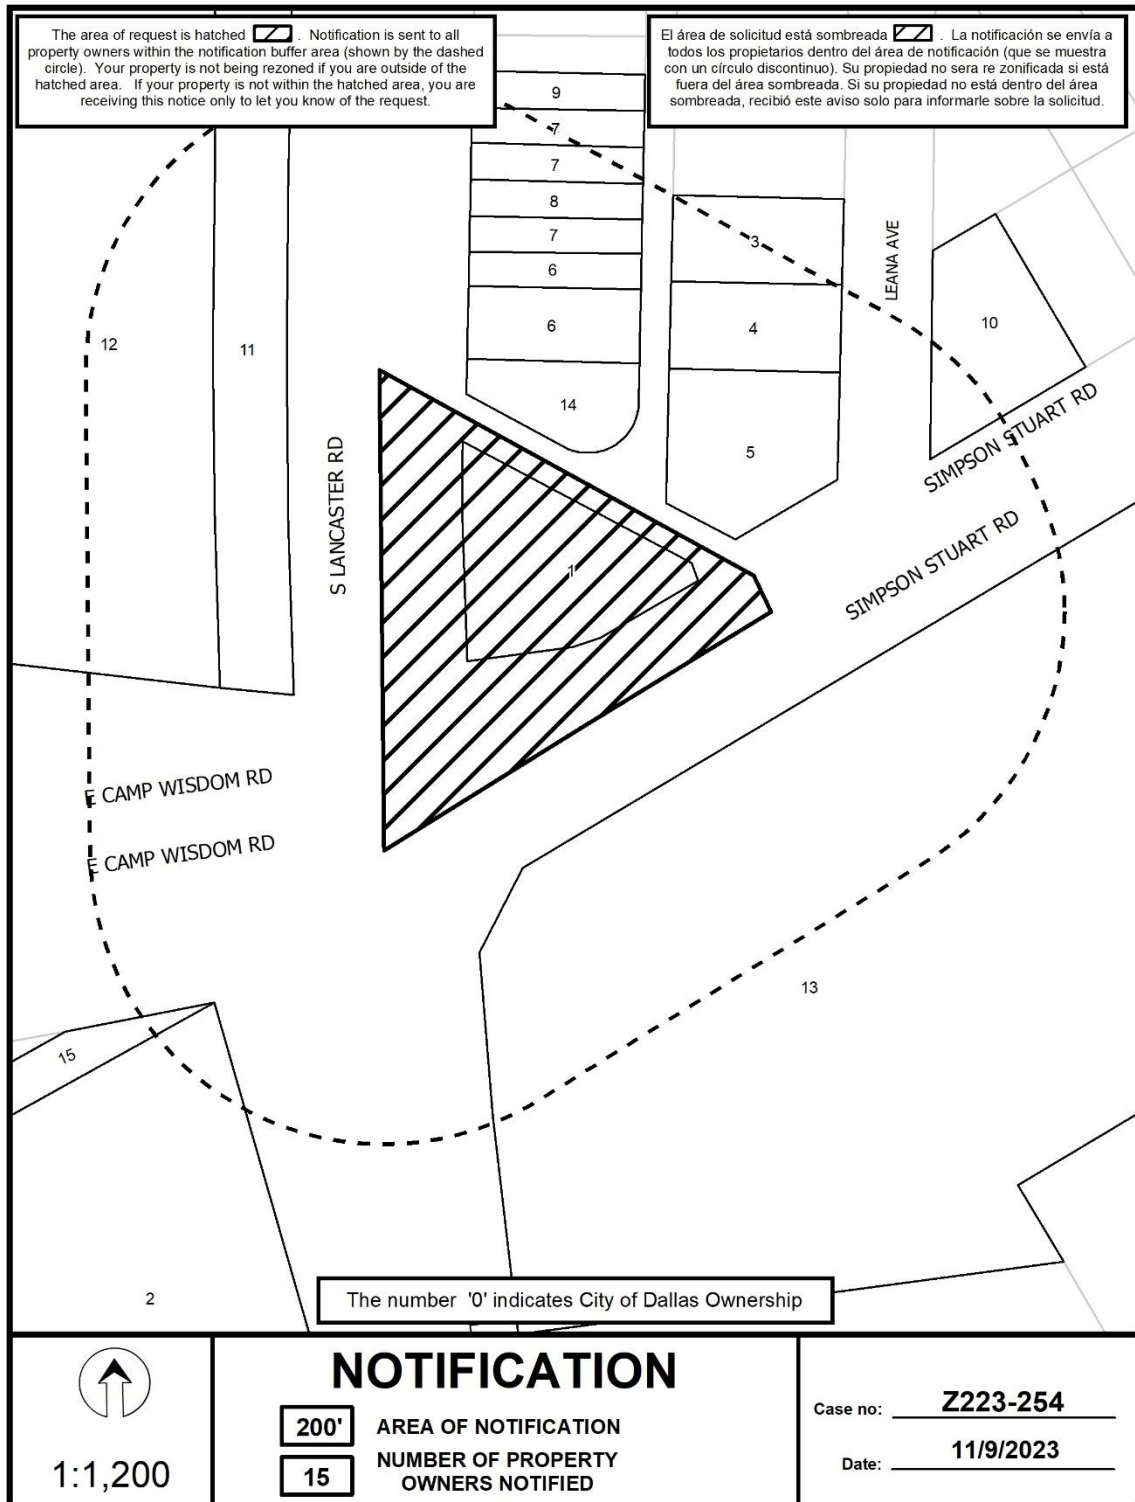 The area of request is hatched . Notification is sent to all
property owners within the notification buffer area (shown by the dashed
circle). Your property is not being rezoned if you are outside of the
hatched area. If your property is not within the hatched area, you are
receiving this notice only to let you know of the request.
El área de solicitud está sombreada . La notificación se envía a
todos los propietarios dentro del área de notificación (que se muestra
con un círculo discontinuo). Su propiedad no sera re zonificada si está
fuera del área sombreada. Si su propiedad no está dentro del área
sombreada, recibió este aviso solo para informarle sobre la solicitud.
9
7
7
8
7
6
6
14
3
4
5
LEANA AVE
10
12
11
S LANCASTER RD
1
SIMPSON STUART RD
SIMPSON STUART RD
E CAMP WISDOM RD
E CAMP WISDOM RD
13
15
2
The number '0' indicates City of Dallas Ownership
1:1,200
NOTIFICATION
200' AREA OF NOTIFICATION
15 NUMBER OF PROPERTY
OWNERS NOTIFIED
Case no: Z223-254
Date: 11/9/2023